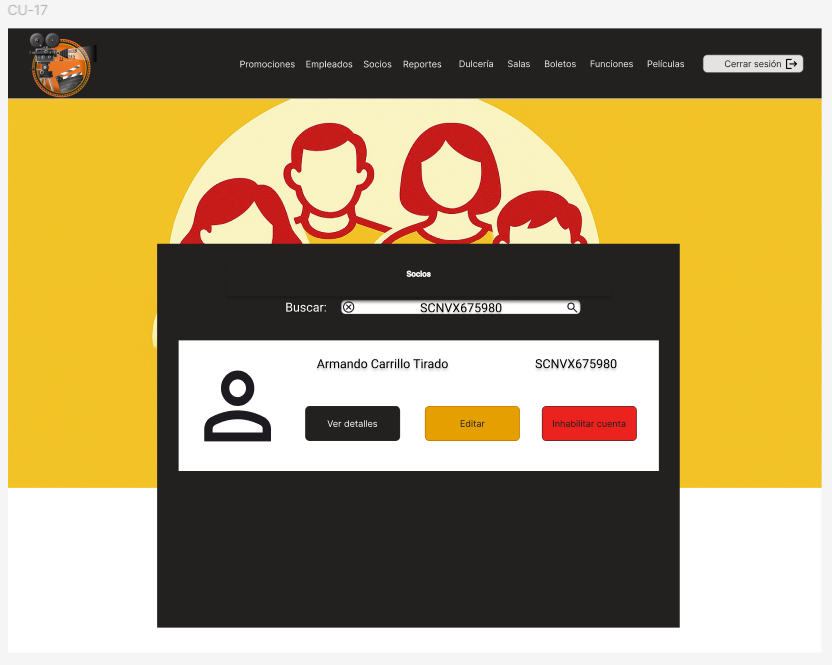 CU-17
Promociones Empleados Socios Reportes Dulcería Salas Boletos Funciones Películas Cerrar sesión
Socios
Buscar: SCNVX675980
Armando Carrillo Tirado SCNVX675980
Ver detalles Editar Inhabilitar cuenta